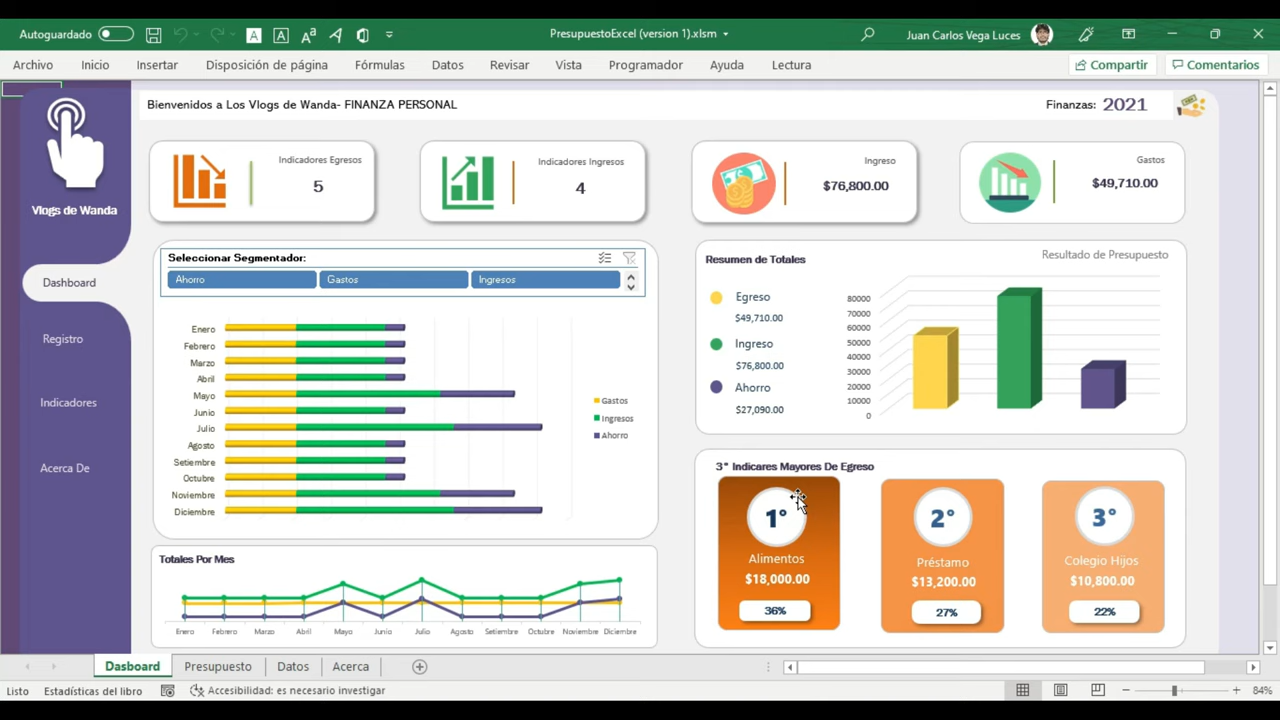 Autoguardado
PresupuestoExcel (version 1).xlsm
Juan Carlos Vega Luces
Archivo Inicio Insertar Disposición de página Fórmulas Datos Revisar Vista Programador Ayuda Lectura
Compartir Comentarios
Vlogs de Wanda
Dashboard
Registro
Indicadores
Acerca De
Bienvenidos a Los Vlogs de Wanda- FINANZA PERSONAL
Finanzas: 2021
Indicadores Egresos
5
Indicadores Ingresos
4
Ingreso
$76,800.00
Gastos
$49,710.00
Seleccionar Segmentador:
Ahorro Gastos Ingresos
Enero
Febrero
Marzo
Abril
Mayo
Junio
Julio
Agosto
Setiembre
Octubre
Noviembre
Diciembre
Gastos
Ingresos
Ahorro
Resumen de Totales
Resultado de Presupuesto
Egreso
$49,710.00
Ingreso
$76,800.00
Ahorro
$27,090.00
80000
70000
60000
50000
40000
30000
20000
10000
0
Totales Por Mes
Enero Febrero Marzo Abril Mayo Junio Julio Agosto Setiembre Octubre Noviembre Diciembre
3° Indicares Mayores De Egreso
1°
Alimentos
$18,000.00
36%
2°
Préstamo
$13,200.00
27%
3°
Colegio Hijos
$10,800.00
22%
Dasboard Presupuesto Datos Acerca
Listo Estadísticas del libro Accesibilidad: es necesario investigar
84%